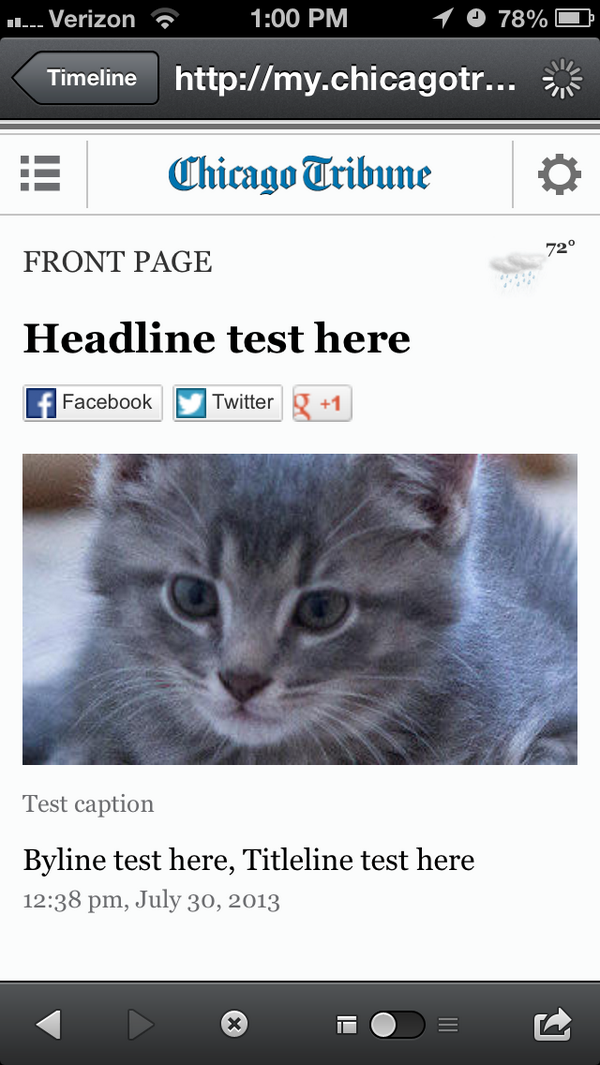 Verizon 1:00 PM 78%
Timeline http://my.chicagotr...
Chicago Tribune
FRONT PAGE 72°
Headline test here
Facebook Twitter g +1
Test caption
Byline test here, Titleline test here
12:38 pm, July 30, 2013